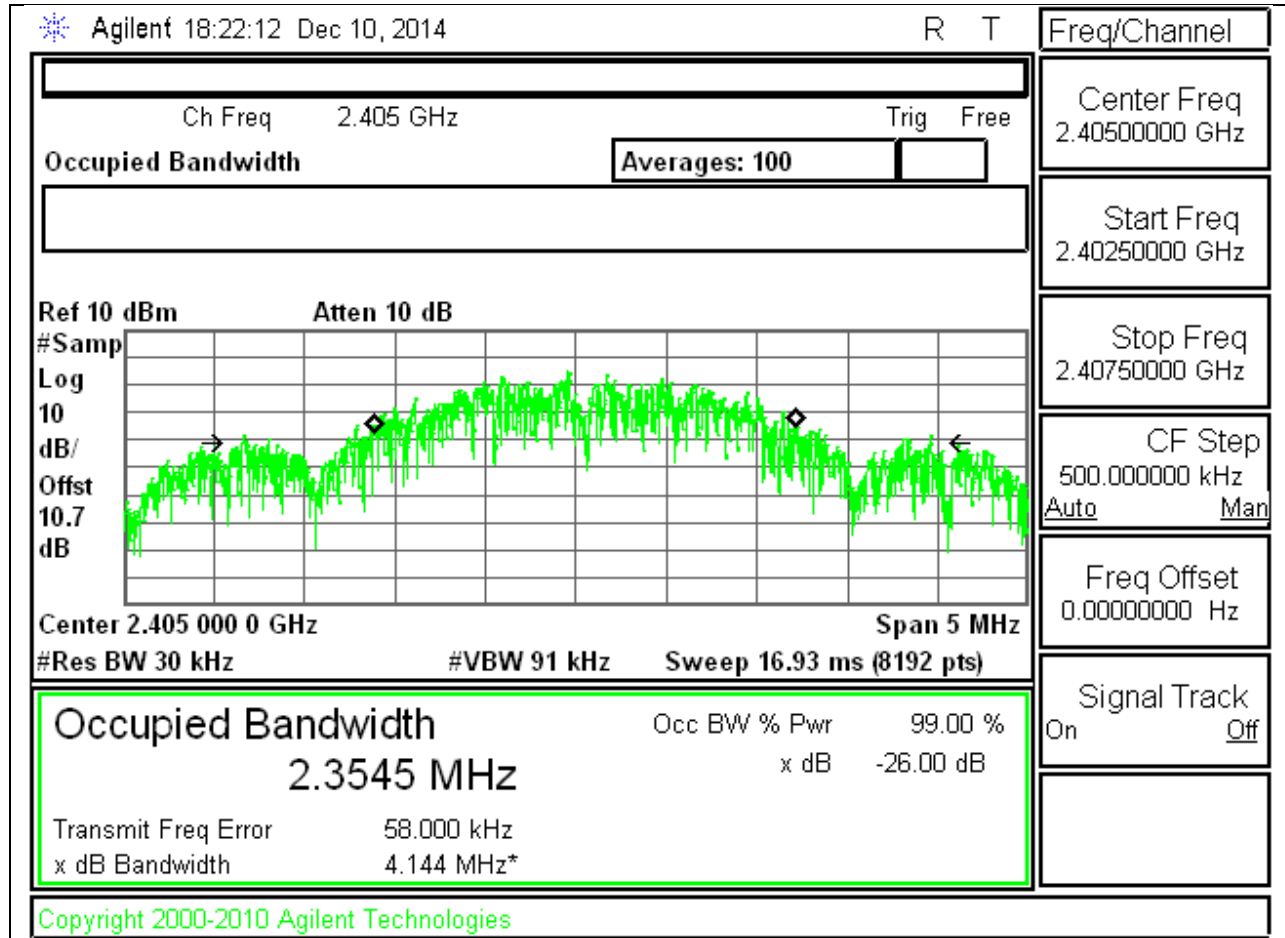 Agilent 18:22:12 Dec 10, 2014 R T
Ch Freq 2.405 GHz Trig Free
Occupied Bandwidth Averages: 100
Ref 10 dBm Atten 10 dB
#Samp
Log
10
dB/
Offst
10.7
dB
Center 2.405 000 0 GHz Span 5 MHz
#Res BW 30 kHz #VBW 91 kHz Sweep 16.93 ms (8192 pts)
Occupied Bandwidth
2.3545 MHz
Occ BW % Pwr 99.00 %
x dB -26.00 dB
Transmit Freq Error 58.000 kHz
x dB Bandwidth 4.144 MHz*
Copyright 2000-2010 Agilent Technologies
Freq/Channel
Center Freq
2.40500000 GHz
Start Freq
2.40250000 GHz
Stop Freq
2.40750000 GHz
CF Step
500.000000 kHz
Auto Man
Freq Offset
0.00000000 Hz
Signal Track
On Off